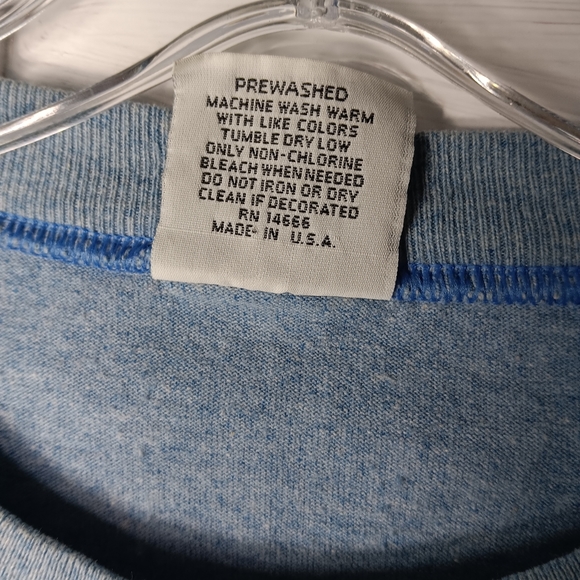 PREWASHED
MACHINE WASH WARM
WITH LIKE COLORS
TUMBLE DRY LOW
ONLY NON-CHLORINE
BLEACH WHEN NEEDED
DO NOT IRON OR DRY
CLEAN IF DECORATED
RN 14666
MADE IN U.S.A.